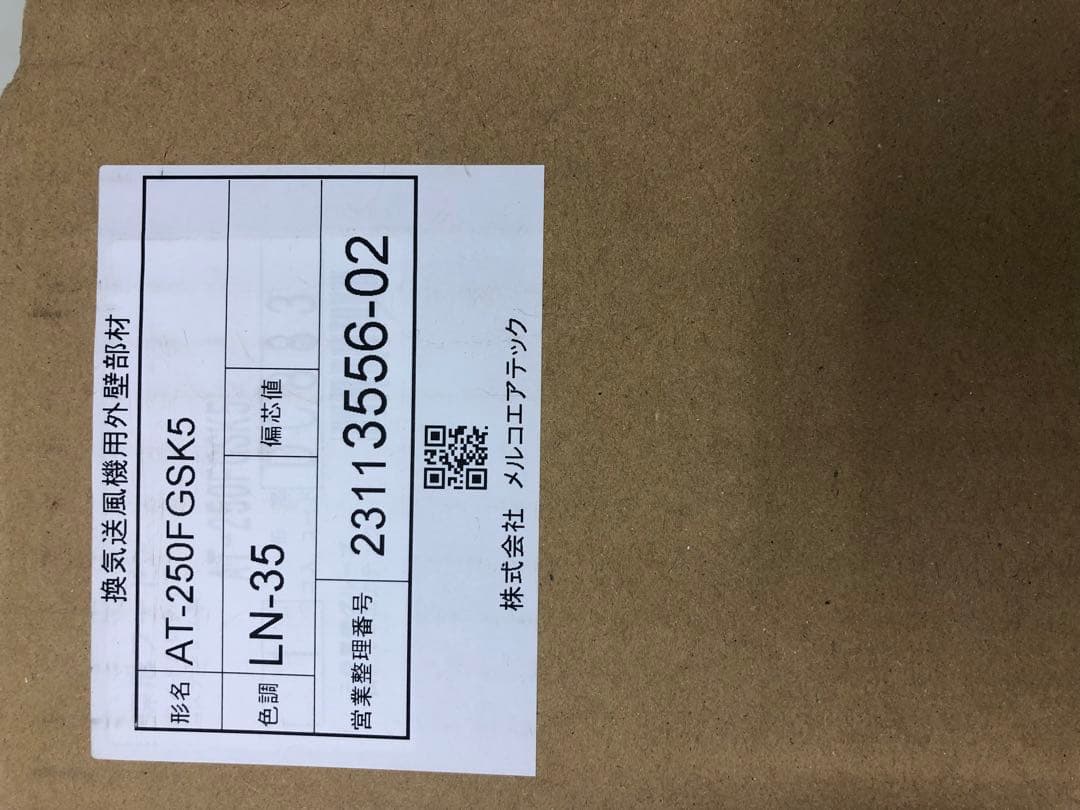 換気送風機用外壁部材
形名 AT-250FGSK5
色調 LN-35 偏芯値
営業整理番号 23113556-02
株式会社 メルコエアテック